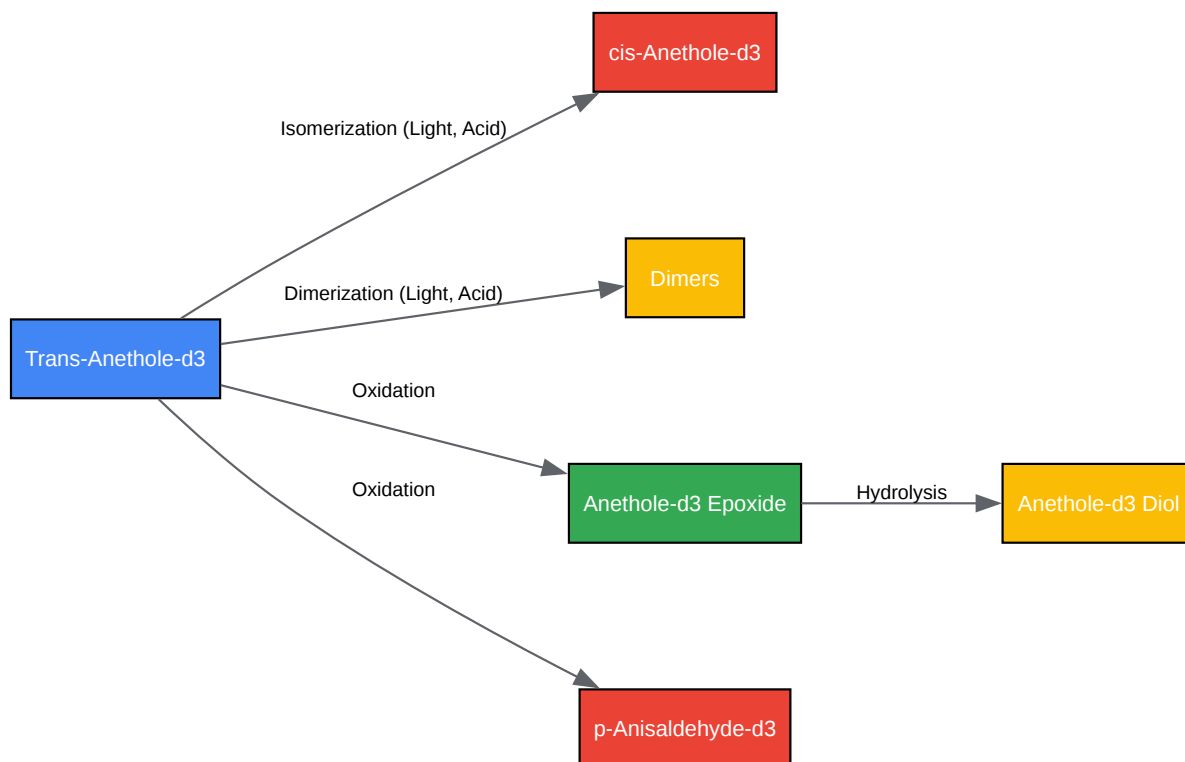 cis-Anethole-d3
Isomerization (Light, Acid)
Dimers
Dimerization (Light, Acid)
Trans-Anethole-d3
Oxidation
Oxidation
Anethole-d3 Epoxide
Hydrolysis
Anethole-d3 Diol
p-Anisaldehyde-d3